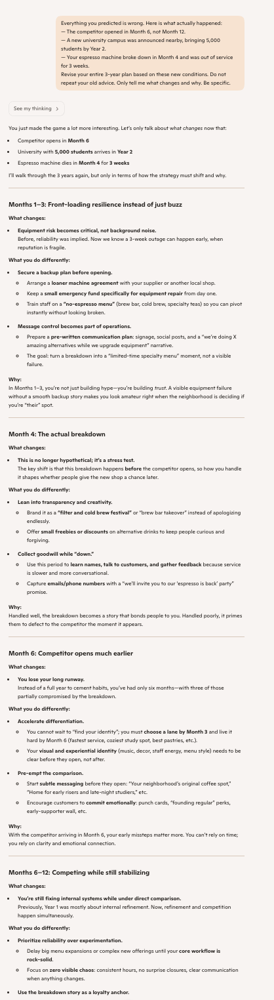 Everything you predicted is wrong. Here is what actually happened:
— The competitor opened in Month 6, not Month 12.
— A new university campus was announced nearby, bringing 5,000
students by Year 2.
— Your espresso machine broke down in Month 4 and was out of service
for 3 weeks.
Revise your entire 3-year plan based on these new conditions. Do not
repeat your old advice. Only tell me what changes and why. Be specific.
See my thinking >
You just made the game a lot more interesting. Let's only talk about what changes now that:
• Competitor opens in Month 6
• University with 5,000 students arrives in Year 2
• Espresso machine dies in Month 4 for 3 weeks
I'll walk through the 3 years again, but only in terms of how the strategy must shift and why.
Months 1–3: Front-loading resilience instead of just buzz
What changes:
• Equipment risk becomes critical, not background noise.
Before, reliability was implied. Now we know a 3-week outage can happen early, when
reputation is fragile.
What you do differently:
• Secure a backup plan before opening.
○ Arrange a loaner machine agreement with your supplier or another local shop.
○ Keep a small emergency fund specifically for equipment repair from day one.
○ Train staff on a “no-espresso menu” (brew bar, cold brew, specialty teas) so you can pivot
instantly without looking broken.
• Message control becomes part of operations.
○ Prepare a pre-written communication plan: signage, social posts, and a “we're doing X
amazing alternatives while we upgrade equipment” narrative.
○ The goal: turn a breakdown into a “limited-time specialty menu” moment, not a visible
failure.
Why:
In Months 1–3, you're not just building hype—you're building trust. A visible equipment failure
without a smooth backup story makes you look amateur right when the neighborhood is deciding if
you're “their” spot.
Month 4: The actual breakdown
What changes:
• This is no longer hypothetical; it's a stress test.
The key shift is that this breakdown happens before the competitor opens, so how you handle
it shapes whether people give the new shop a chance later.
What you do differently:
• Lean into transparency and creativity.
○ Brand it as a “filter and cold brew festival” or “brew bar takeover” instead of apologizing
endlessly.
○ Offer small freebies or discounts on alternative drinks to keep people curious and
forgiving.
• Collect goodwill while “down.”
○ Use this period to learn names, talk to customers, and gather feedback because service
is slower and more conversational.
○ Capture emails/phone numbers with a “we'll invite you to our ‘espresso is back’ party”
promise.
Why:
Handled well, the breakdown becomes a story that bonds people to you. Handled poorly, it primes
them to defect to the competitor the moment it appears.
Month 6: Competitor opens much earlier
What changes:
• You lose your long runway.
Instead of a full year to cement habits, you've had only six months—with three of those
partially compromised by the breakdown.
What you do differently:
• Accelerate differentiation.
○ You cannot wait to “find your identity”; you must choose a lane by Month 3 and live it
hard by Month 6 (fastest service, coziest study spot, best pastries, etc.).
○ Your visual and experiential identity (music, decor, staff energy, menu style) needs to be
clear before they open, not after.
• Pre-empt the comparison.
○ Start subtle messaging before they open: “Your neighborhood's original coffee spot,”
“Home for early risers and late-night studiers,” etc.
○ Encourage customers to commit emotionally: punch cards, “founding regular” perks,
early-supporter wall, etc.
Why:
With the competitor arriving in Month 6, your early missteps matter more. You can't rely on time;
you rely on clarity and emotional connection.
Months 6–12: Competing while still stabilizing
What changes:
• You're still fixing internal systems while under direct comparison.
Previously, Year 1 was mostly about internal refinement. Now, refinement and competition
happen simultaneously.
What you do differently:
• Prioritize reliability over experimentation.
○ Delay big menu expansions or complex new offerings until your core workflow is
rock-solid.
○ Focus on zero visible chaos: consistent hours, no surprise closures, clear communication
when anything changes.
• Use the breakdown story as a loyalty anchor.